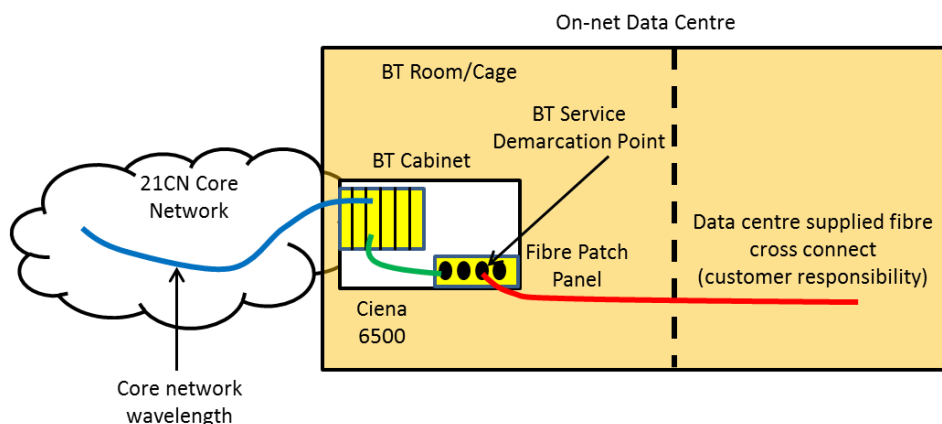 On-net Data Centre
BT Room/Cage
BT Service
Demarcation Point
BT Cabinet
21CN Core
Network
Fibre Patch
Panel
Data centre supplied fibre
cross connect
(customer responsibility)
Ciena
6500
Core network
wavelength